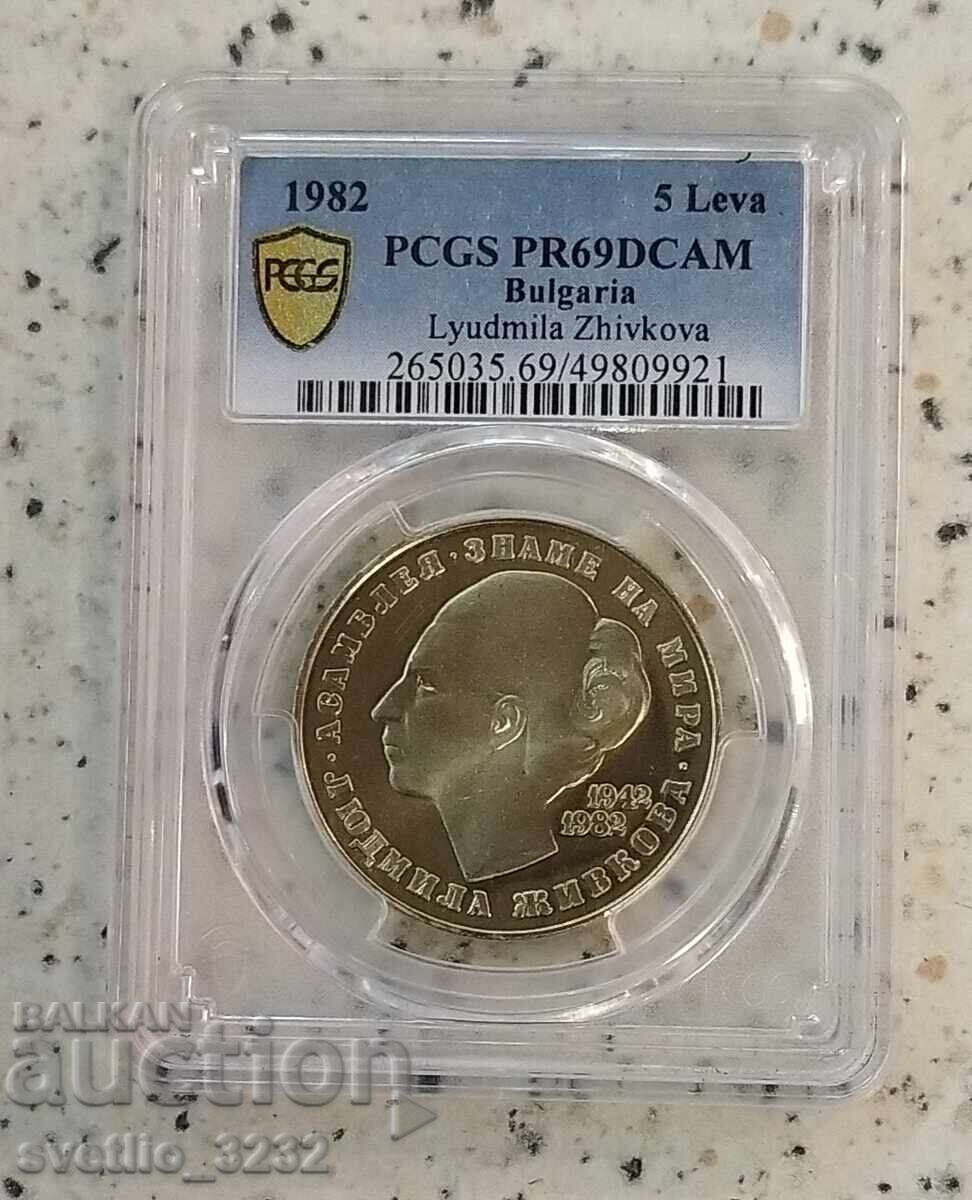 1982 5 Leva
PCGS PR69DCAM
PCGS
Bulgaria
Lyudmila Zhivkova
265035.69/49809921
АСАМБЛЕЯ · ЗНАМЕ НА МИРА ·
ЛЮДМИЛА ЖИВКОВА ·
1942
1982
BALKAN
auction
svetlio_3232